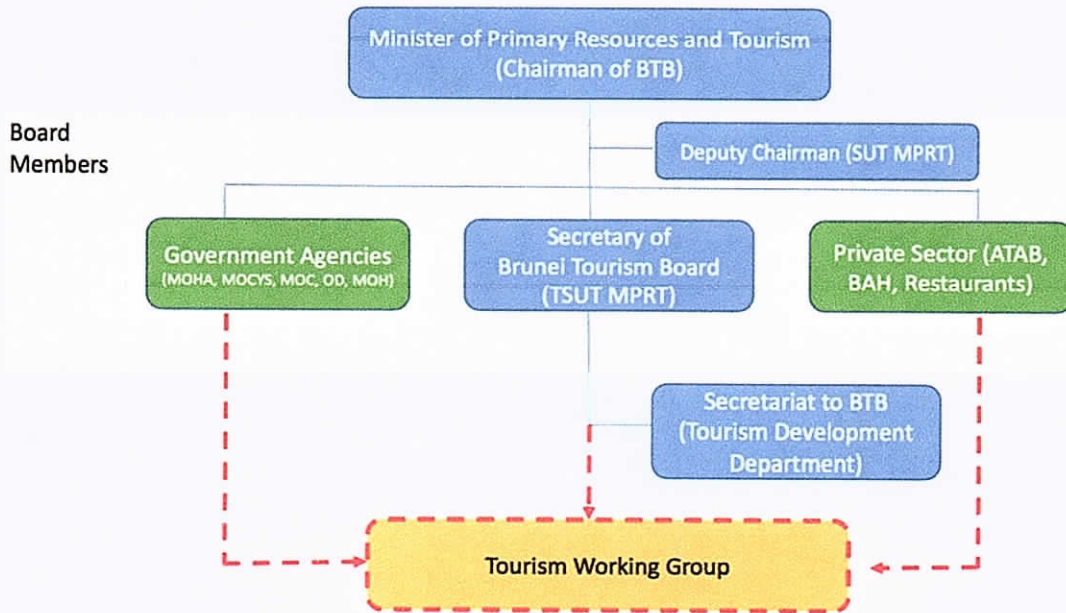 Minister of Primary Resources and Tourism
(Chairman of BTB)
Board
Members
Deputy Chairman (SUT MPRT)
Government Agencies
(MOHA, MOCYS, MOC, OD, MOH)
Secretary of
Brunei Tourism Board
(TSUT MPRT)
Private Sector (ATAB,
BAH, Restaurants)
Secretariat to BTB
(Tourism Development
Department)
Tourism Working Group